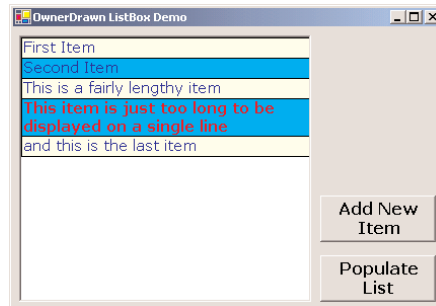 OwnerDrawn ListBox Demo
First Item
Second Item
This is a fairly lengthy item
This item is just too long to be
displayed on a single line
and this is the last item
Add New
Item
Populate
List